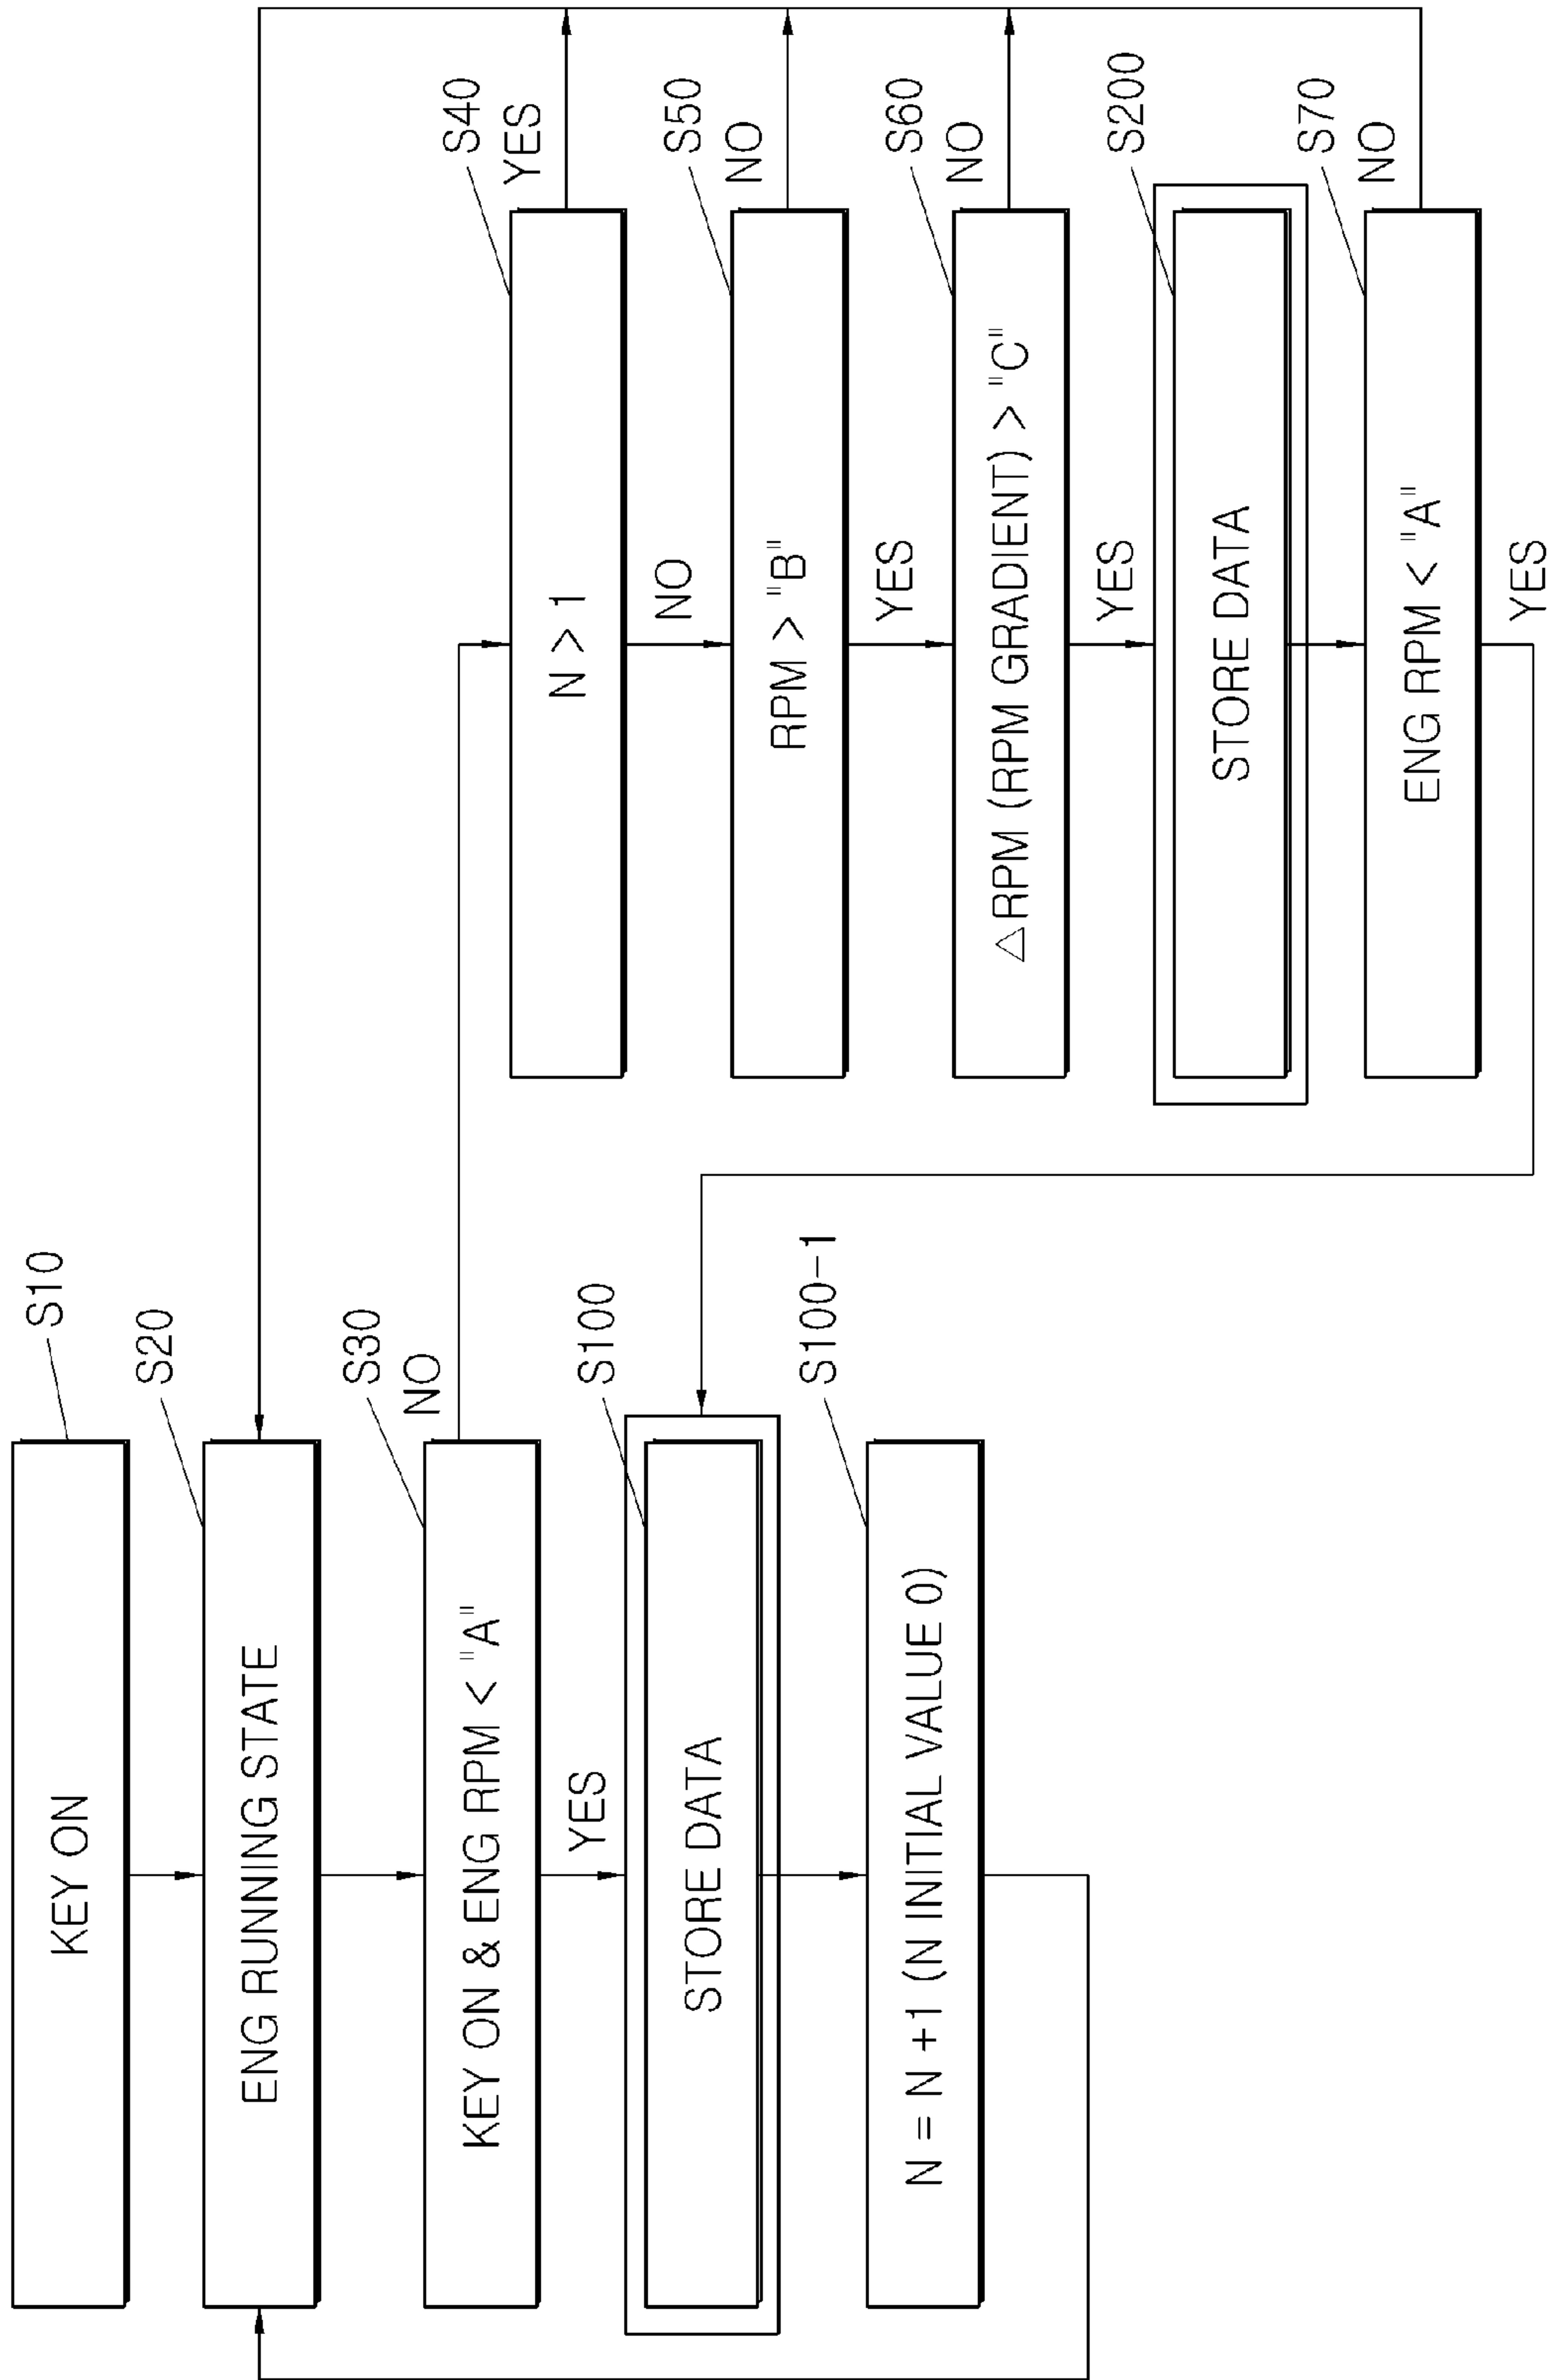 S10
KEY ON
S20
ENG RUNNING STATE
S30
KEY ON & ENG RPM < "A"
NO
YES
S100
STORE DATA
S100-1
N = N +1 (N INITIAL VALUE 0)
S40
N > 1
YES
NO
S50
RPM > "B"
NO
YES
S60
△RPM (RPM GRADIENT) > "C"
NO
YES
S200
STORE DATA
S70
ENG RPM < "A"
NO
YES